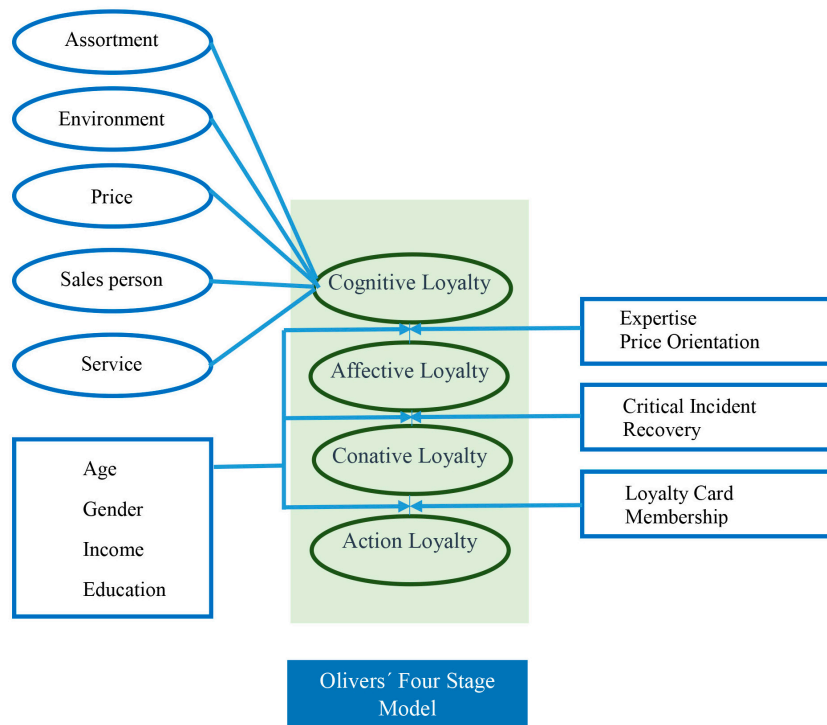 Assortment
Environment
Price
Sales person
Service
Age
Gender
Income
Education
Cognitive Loyalty
Affective Loyalty
Conative Loyalty
Action Loyalty
Expertise
Price Orientation
Critical Incident
Recovery
Loyalty Card
Membership
Olivers´ Four Stage
Model